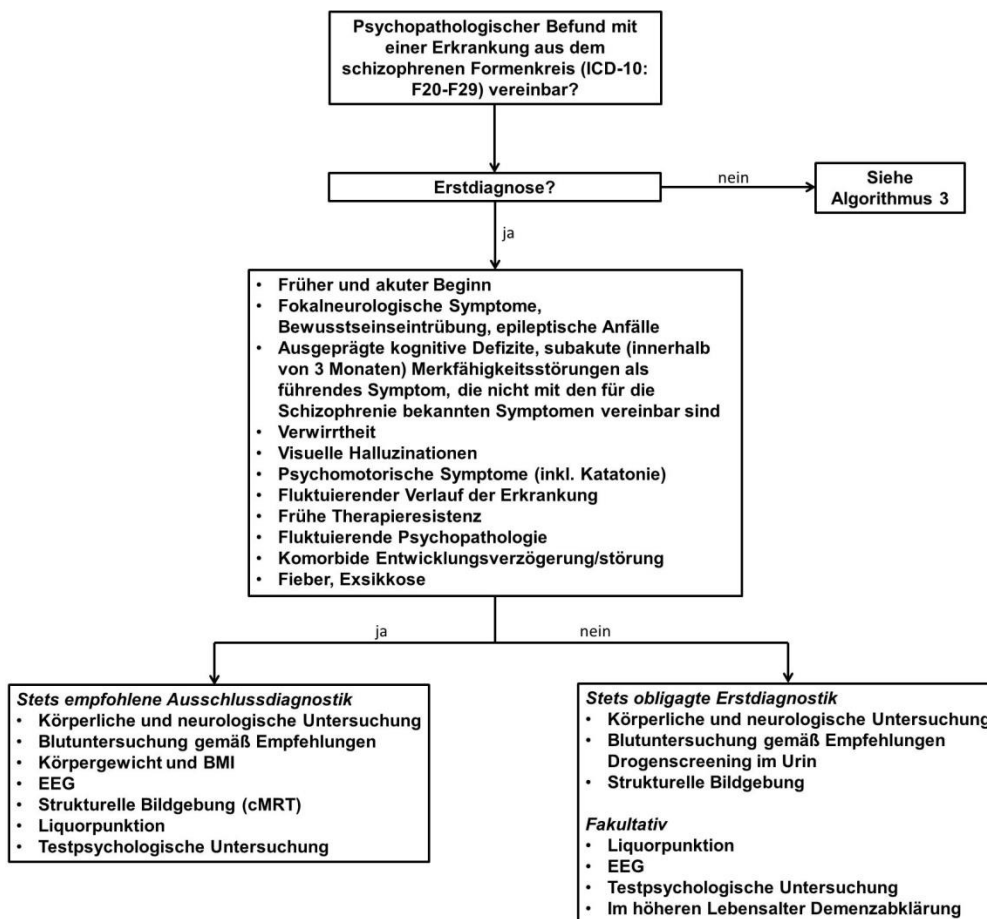 Psychopathologischer Befund mit
einer Erkrankung aus dem
schizophrenen Formenkreis (ICD-10:
F20-F29) vereinbar?
Erstdiagnose?
nein
Siehe
Algorithmus 3
ja
• Früher und akuter Beginn
• Fokalneurologische Symptome,
Bewusstseinseintrübung, epileptische Anfälle
• Ausgeprägte kognitive Defizite, subakute (innerhalb
von 3 Monaten) Merkfähigkeitsstörungen als
führendes Symptom, die nicht mit den für die
Schizophrenie bekannten Symptomen vereinbar sind
• Verwirrtheit
• Visuelle Halluzinationen
• Psychomotorische Symptome (inkl. Katatonie)
• Fluktuierender Verlauf der Erkrankung
• Frühe Therapieresistenz
• Fluktuierende Psychopathologie
• Komorbide Entwicklungsverzögerung/störung
• Fieber, Exsikkose
ja
nein
Stets empfohlene Ausschlussdiagnostik
• Körperliche und neurologische Untersuchung
• Blutuntersuchung gemäß Empfehlungen
• Körpergewicht und BMI
• EEG
• Strukturelle Bildgebung (cMRT)
• Liquorpunktion
• Testpsychologische Untersuchung
Stets obligagte Erstdiagnostik
• Körperliche und neurologische Untersuchung
• Blutuntersuchung gemäß Empfehlungen
Drogenscreening im Urin
• Strukturelle Bildgebung
Fakultativ
• Liquorpunktion
• EEG
• Testpsychologische Untersuchung
• Im höheren Lebensalter Demenzabklärung